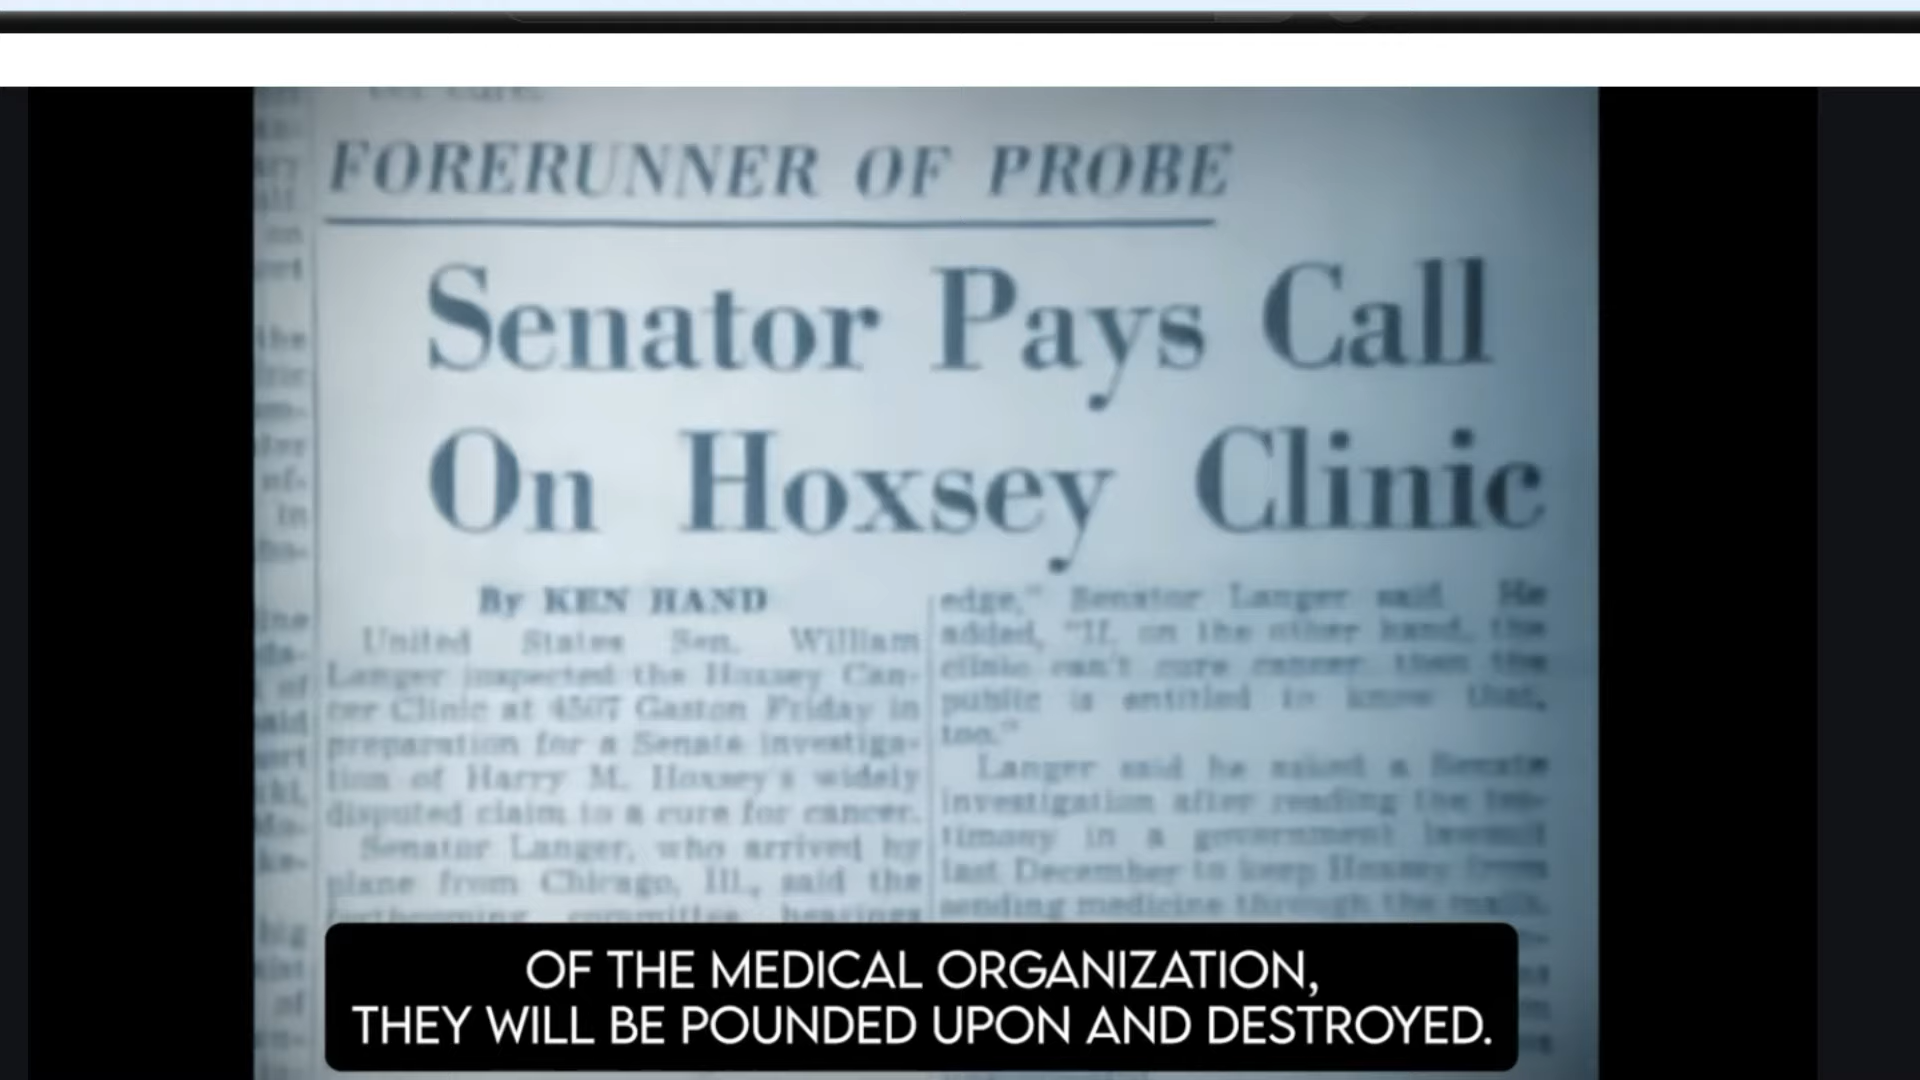 FORERUNNER OF PROBE
Senator Pays Call
On Hoxsey Clinic
By KEN HAND
United States Sen. William
Langer inspected the Hoxsey Can-
cer Clinic at 4507 Gaston Friday in
preparation for a Senate investiga-
tion of Harry M. Hoxsey's widely
disputed claim to a cure for cancer.
Senator Langer, who arrived by
plane from Chicago, Ill., said the
forthcoming committee hearings
edge," Senator Langer said. He
added, "If, on the other hand, the
clinic can't cure cancer then the
public is entitled to know that,
too."
Langer said he asked a Senate
investigation after reading the tes-
timony in a government lawsuit
last December to keep Hoxsey from
sending medicine through the mails.
OF THE MEDICAL ORGANIZATION,
THEY WILL BE POUNDED UPON AND DESTROYED.